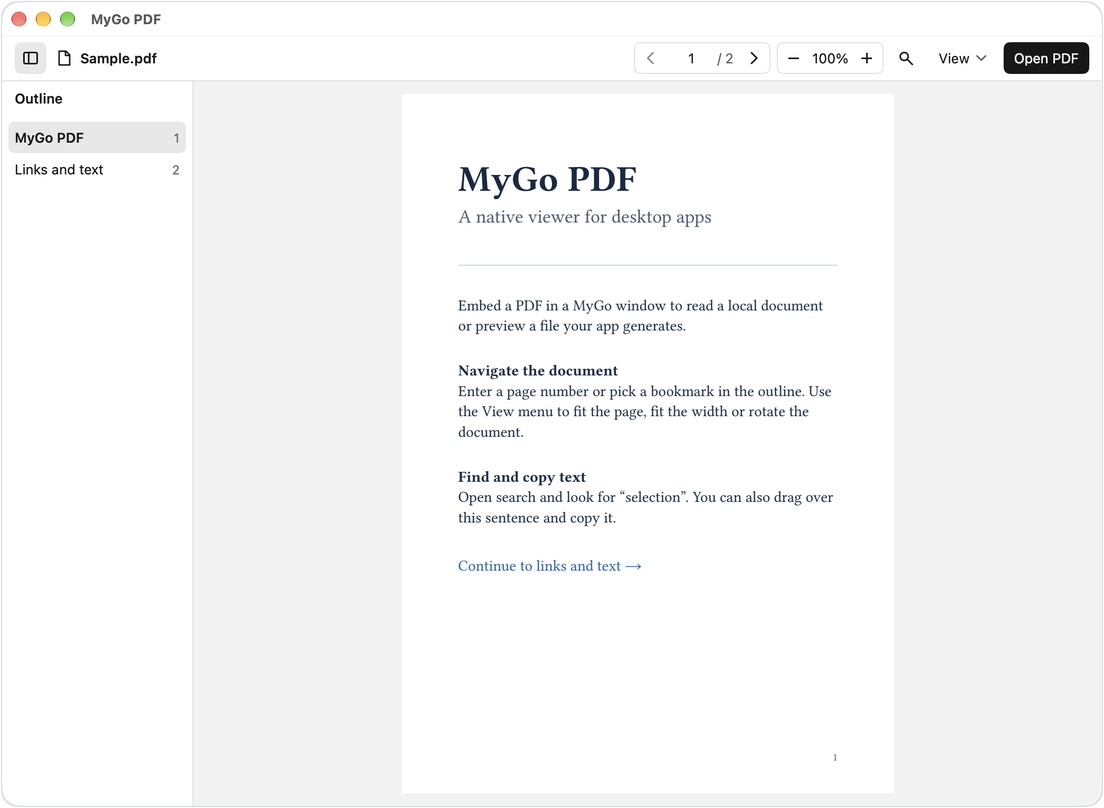 MyGo PDF
Sample.pdf
1 / 2
100%
View
Open PDF
Outline
MyGo PDF 1
Links and text 2
MyGo PDF
A native viewer for desktop apps
Embed a PDF in a MyGo window to read a local document
or preview a file your app generates.
Navigate the document
Enter a page number or pick a bookmark in the outline. Use
the View menu to fit the page, fit the width or rotate the
document.
Find and copy text
Open search and look for “selection”. You can also drag over
this sentence and copy it.
Continue to links and text →
1